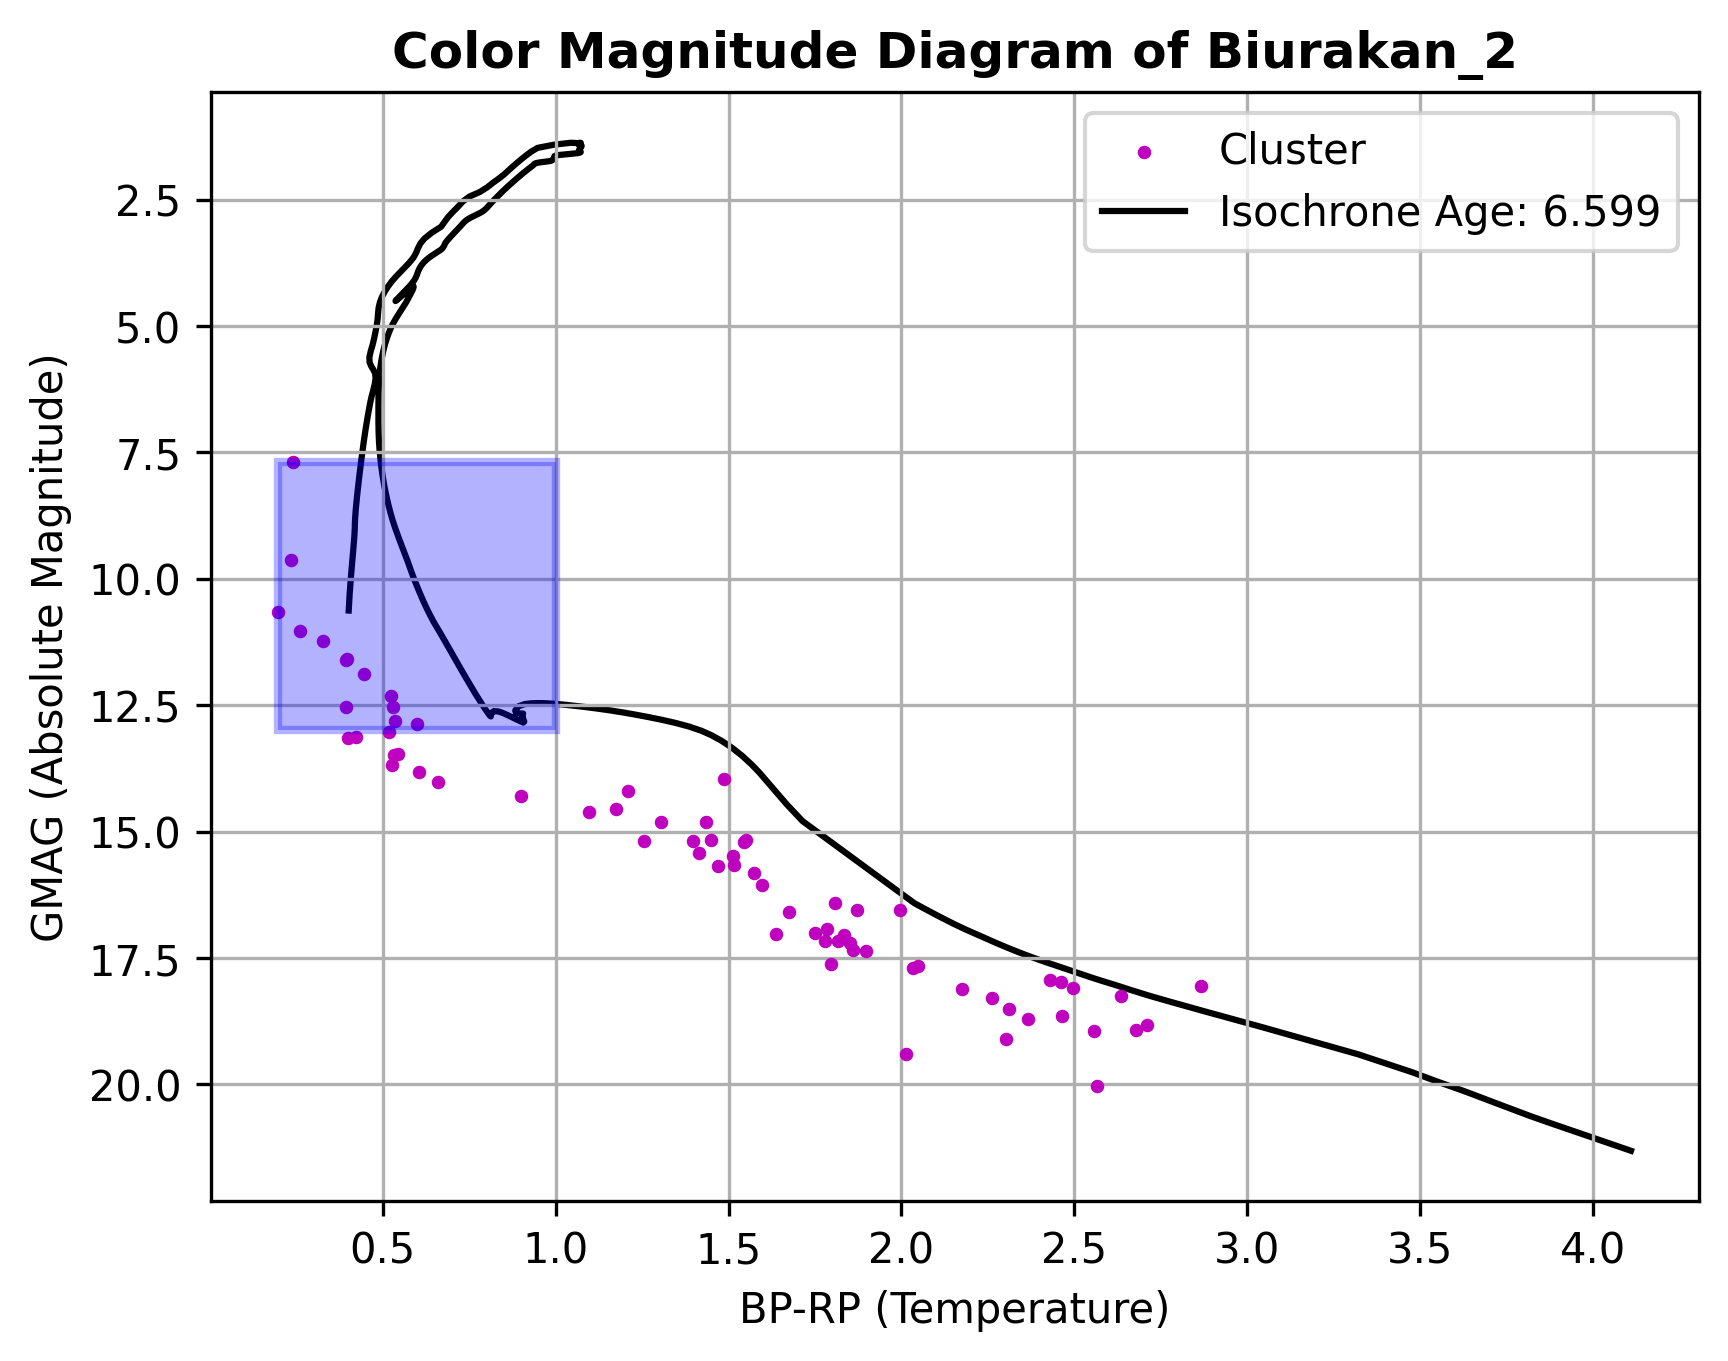 Color Magnitude Diagram of Biurakan_2
Cluster
Isochrone Age: 6.599
GMAG (Absolute Magnitude)
2.5
5.0
7.5
10.0
12.5
15.0
17.5
20.0
0.5 1.0 1.5 2.0 2.5 3.0 3.5 4.0
BP-RP (Temperature)